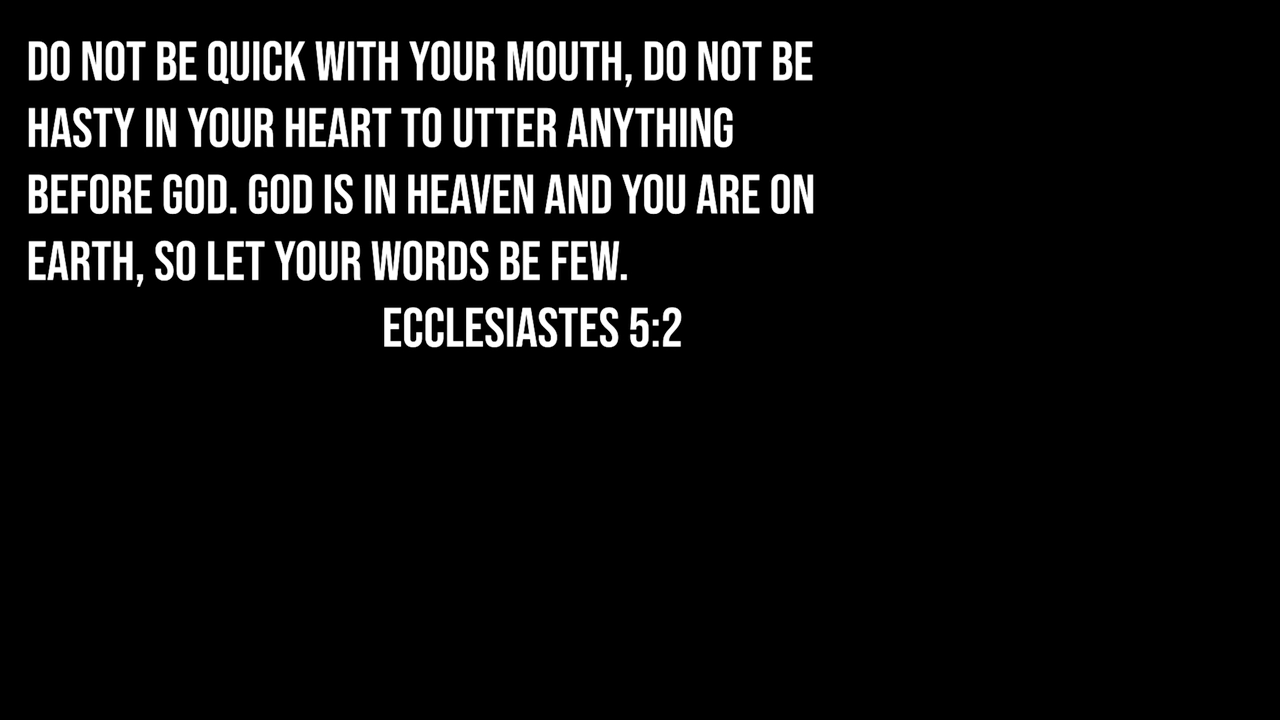 DO NOT BE QUICK WITH YOUR MOUTH, DO NOT BE
HASTY IN YOUR HEART TO UTTER ANYTHING
BEFORE GOD. GOD IS IN HEAVEN AND YOU ARE ON
EARTH, SO LET YOUR WORDS BE FEW.
ECCLESIASTES 5:2